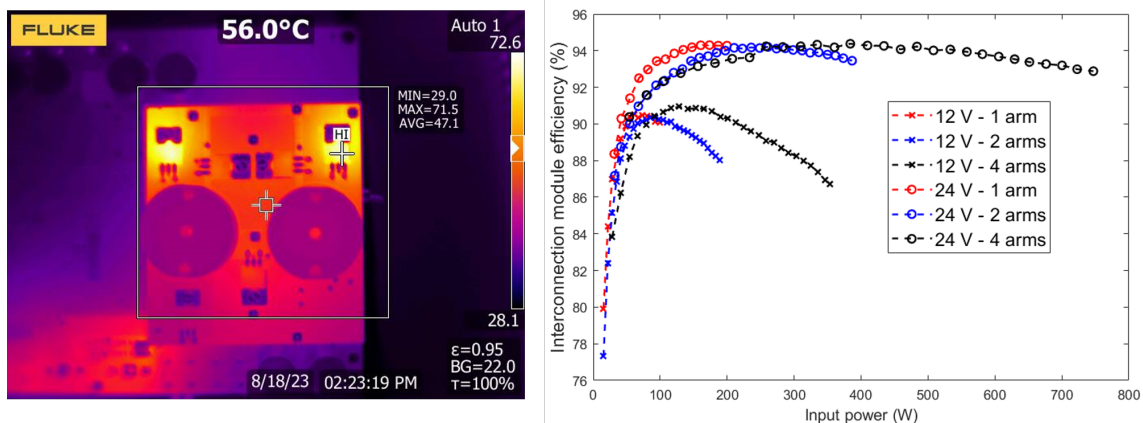 FLUKE
56.0°C
Auto 1
72.6
MIN=29.0
MAX=71.5
AVG=47.1
HI
28.1
ε=0.95
BG=22.0
τ=100%
8/18/23 02:23:19 PM
Interconnection module efficiency (%)
96
94
92
90
88
86
84
82
80
78
76
0 100 200 300 400 500 600 700 800
Input power (W)
12 V - 1 arm
12 V - 2 arms
12 V - 4 arms
24 V - 1 arm
24 V - 2 arms
24 V - 4 arms